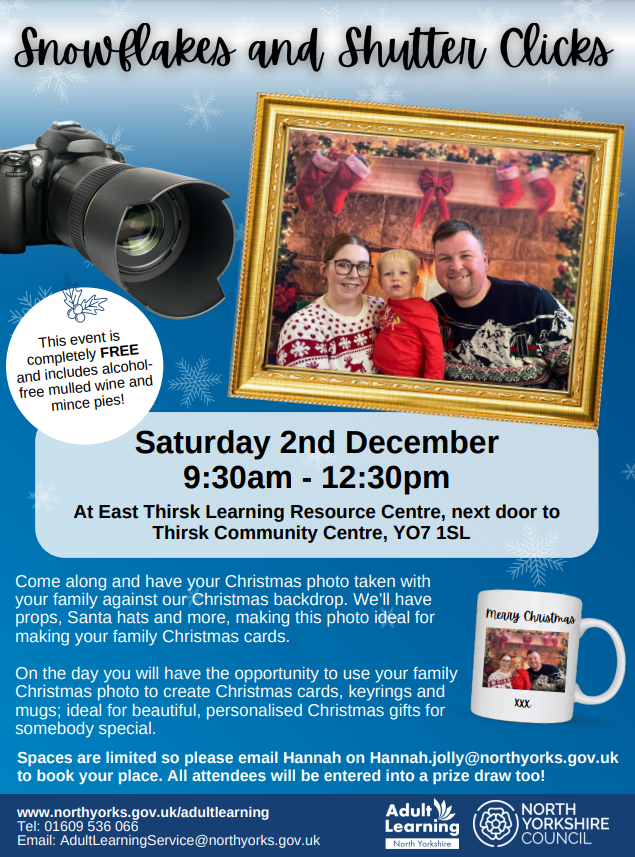 Snowflakes and Shutter Clicks
This event is
completely FREE
and includes alcohol-
free mulled wine and
mince pies!
Saturday 2nd December
9:30am - 12:30pm
At East Thirsk Learning Resource Centre, next door to
Thirsk Community Centre, YO7 1SL
Come along and have your Christmas photo taken with
your family against our Christmas backdrop. We'll have
props, Santa hats and more, making this photo ideal for
making your family Christmas cards.
On the day you will have the opportunity to use your family
Christmas photo to create Christmas cards, keyrings and
mugs; ideal for beautiful, personalised Christmas gifts for
somebody special.
Merry Christmas
xxx
Spaces are limited so please email Hannah on Hannah.jolly@northyorks.gov.uk
to book your place. All attendees will be entered into a prize draw too!
www.northyorks.gov.uk/adultlearning
Tel: 01609 536 066
Email: AdultLearningService@northyorks.gov.uk
Adult
Learning
North Yorkshire
NORTH
YORKSHIRE
COUNCIL